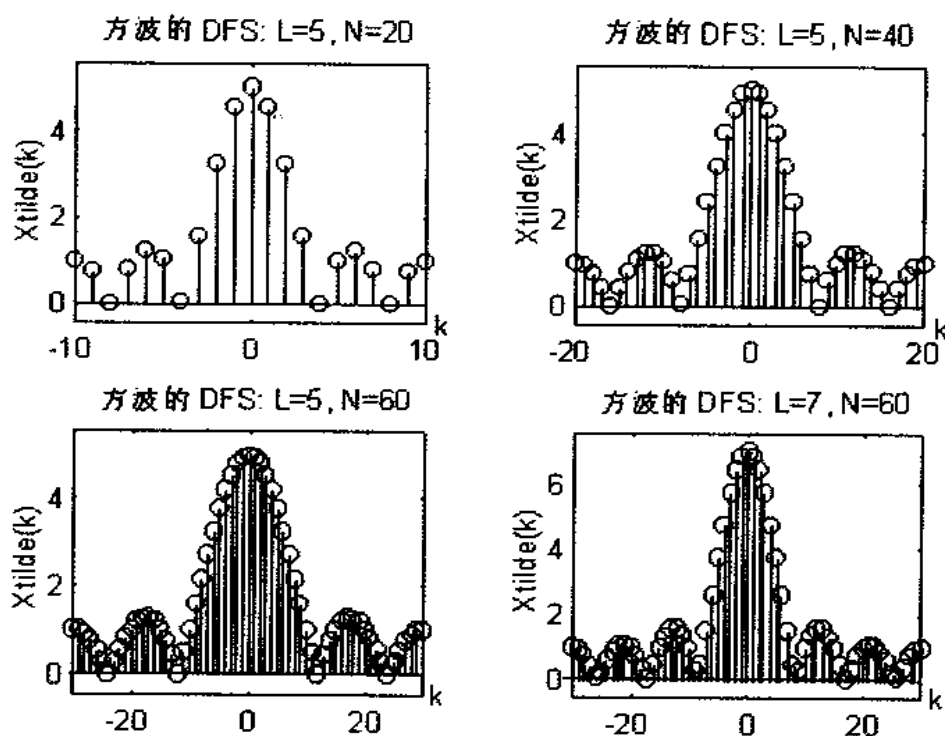 方波的 DFS: L=5, N=20
Xtilde(k)
4
2
0
-10
0
10
k
方波的 DFS: L=5, N=40
Xtilde(k)
4
2
0
-20
0
20
k
方波的 DFS: L=5, N=60
Xtilde(k)
4
2
0
-20
0
20
k
方波的 DFS: L=7, N=60
Xtilde(k)
6
4
2
0
-20
0
20
k